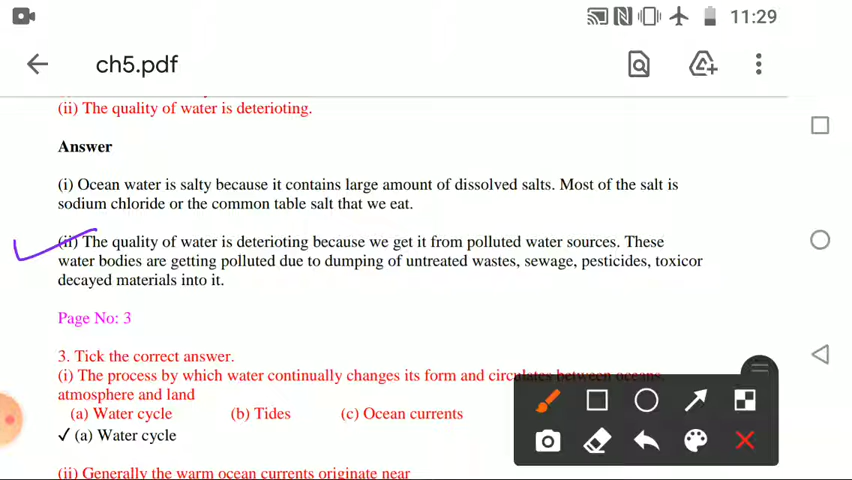 11:29
ch5.pdf
(ii) The quality of water is deterioting.
Answer
(i) Ocean water is salty because it contains large amount of dissolved salts. Most of the salt is
sodium chloride or the common table salt that we eat.
(ii) The quality of water is deterioting because we get it from polluted water sources. These
water bodies are getting polluted due to dumping of untreated wastes, sewage, pesticides, toxicor
decayed materials into it.
Page No: 3
3. Tick the correct answer.
(i) The process by which water continually changes its form and circulates between oceans,
atmosphere and land
(a) Water cycle (b) Tides (c) Ocean currents
✓ (a) Water cycle
(ii) Generally the warm ocean currents originate near